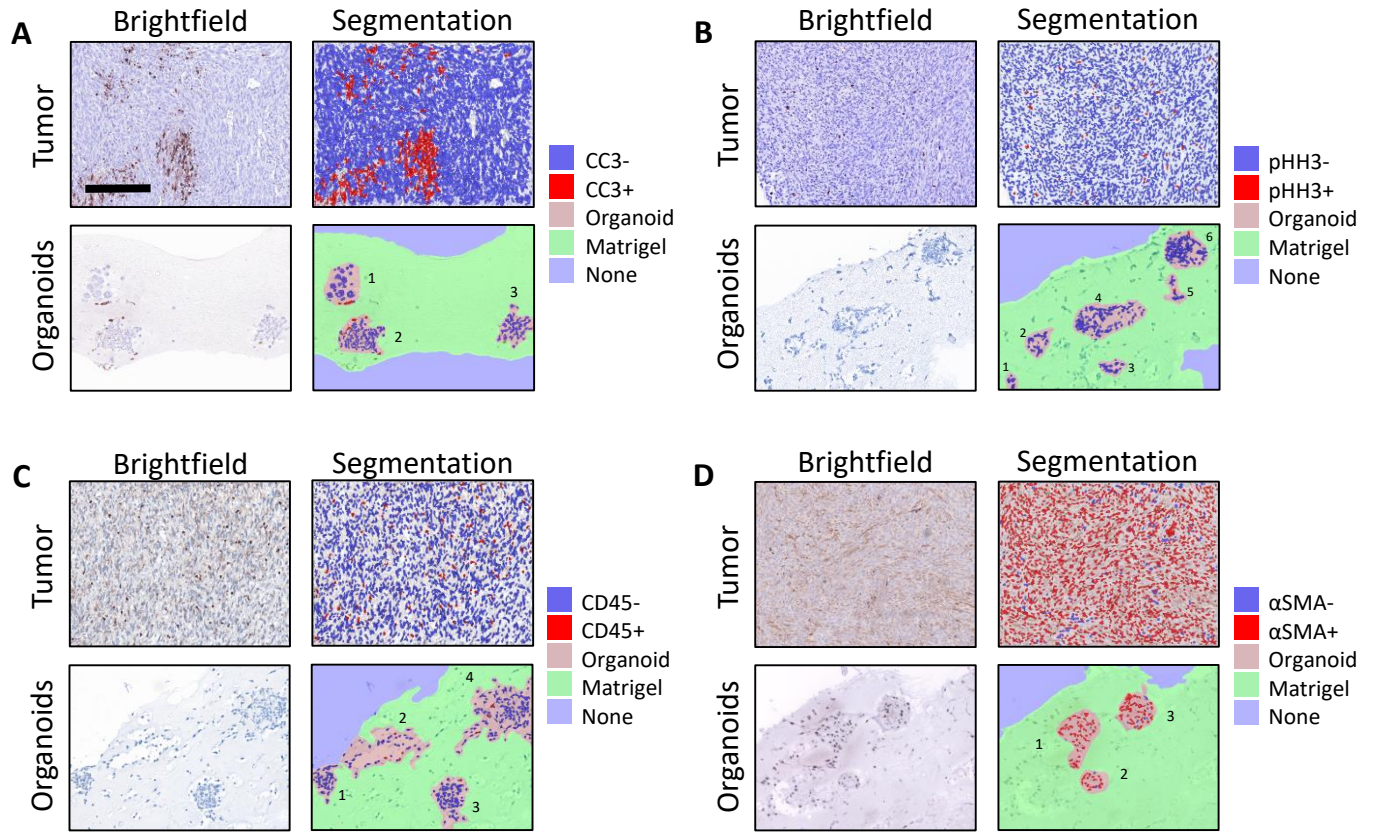 A
Brightfield
Segmentation
Tumor
Organoids
CC3-
CC3+
Organoid
Matrigel
None
1
2
3
B
Brightfield
Segmentation
Tumor
Organoids
pHH3-
pHH3+
Organoid
Matrigel
None
6
5
4
2
3
1
C
Brightfield
Segmentation
Tumor
Organoids
CD45-
CD45+
Organoid
Matrigel
None
4
2
1
3
D
Brightfield
Segmentation
Tumor
Organoids
αSMA-
αSMA+
Organoid
Matrigel
None
3
1
2